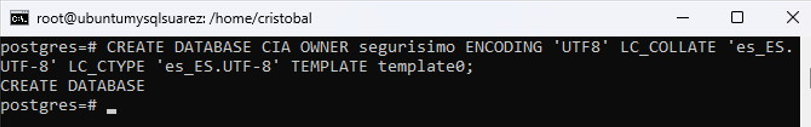 root@ubuntumysqlsuarez: /home/cristobal
postgres=# CREATE DATABASE CIA OWNER segurisimo ENCODING 'UTF8' LC_COLLATE 'es_ES.
UTF-8' LC_CTYPE 'es_ES.UTF-8' TEMPLATE template0;
CREATE DATABASE
postgres=#